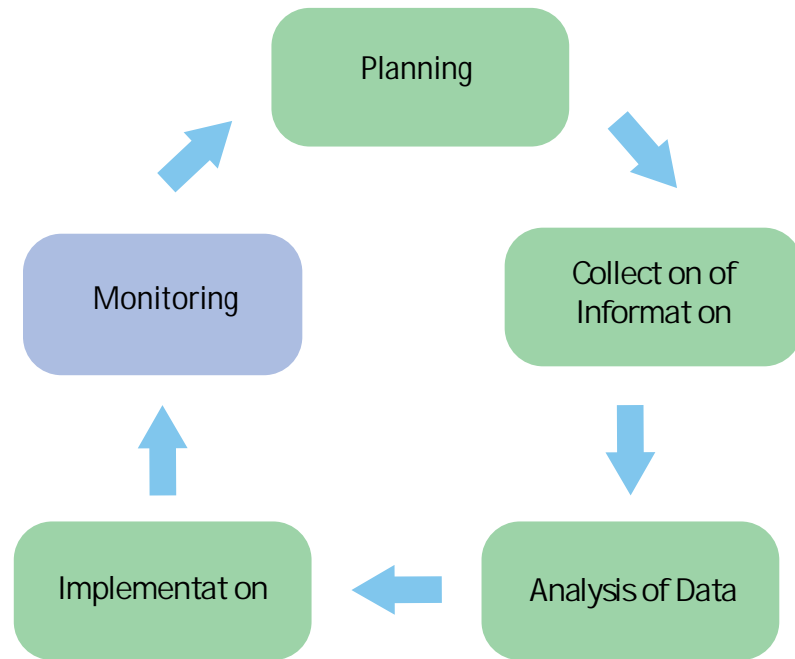 Planning
Collect on of
Informat on
Analysis of Data
Implementat on
Monitoring